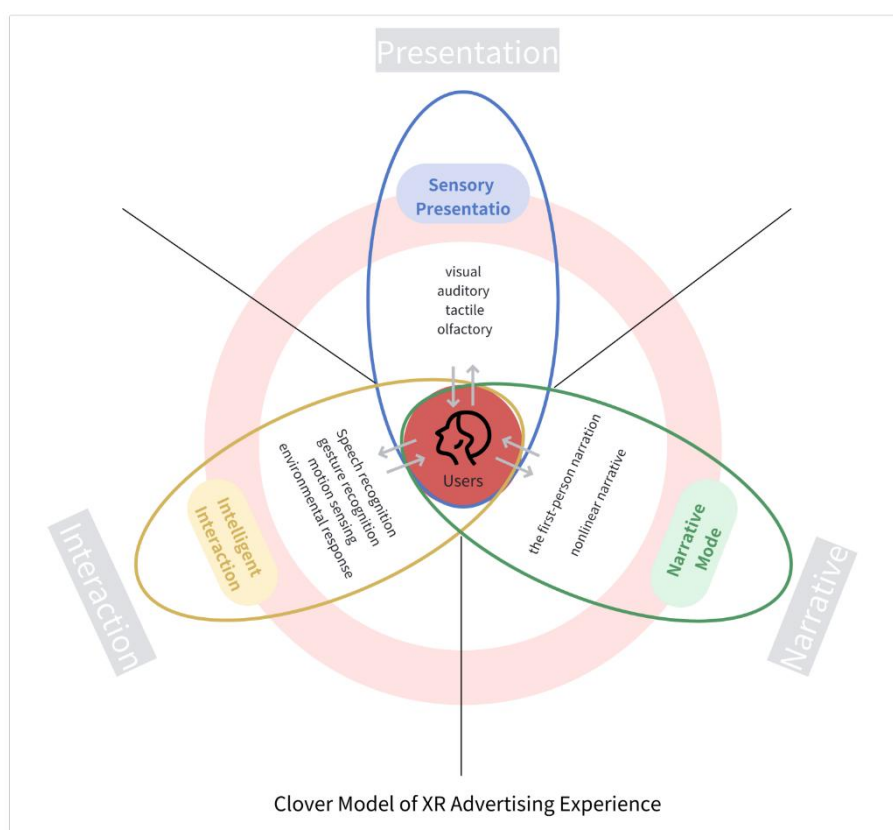 Presentation
Sensory
Presentatio
visual
auditory
tactile
olfactory
Users
Speech recognition
gesture recognition
motion sensing
environmental response
Intelligent
Interaction
Interaction
the first-person narration
nonlinear narrative
Narrative
Mode
Narrative
Clover Model of XR Advertising Experience